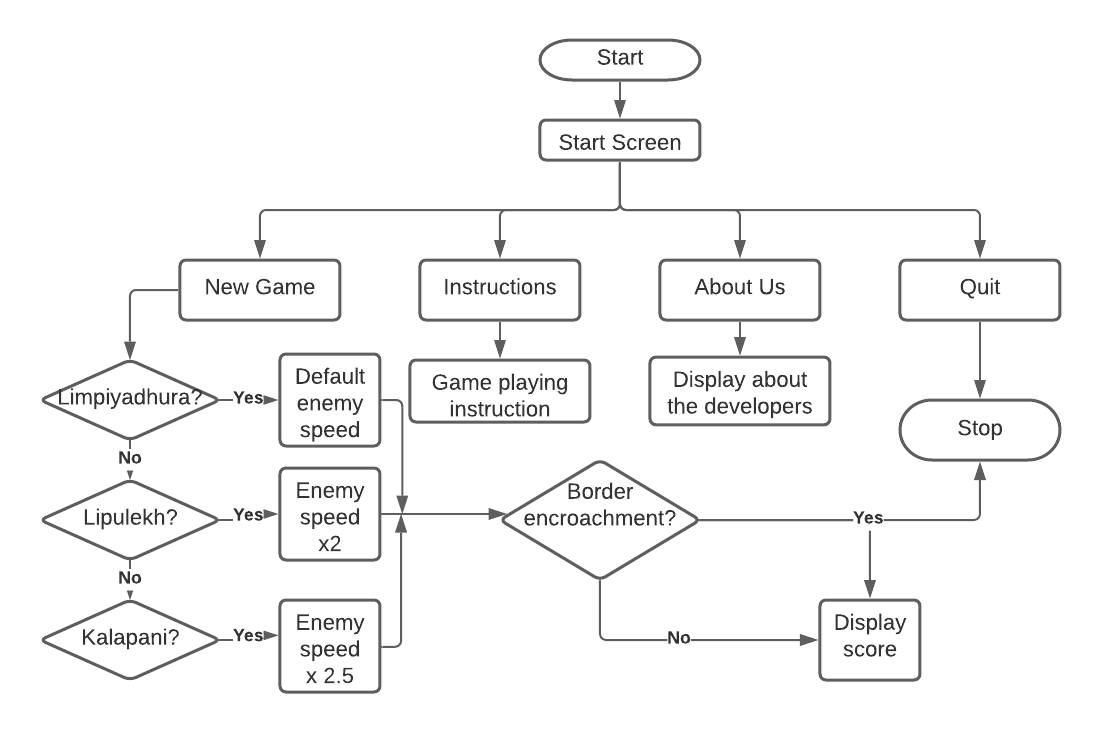 Start
Start Screen
New Game
Instructions
About Us
Quit
Limpiyadhura?
Yes
Default
enemy
speed
Game playing
instruction
Display about
the developers
Stop
No
Lipulekh?
Yes
Enemy
speed
x2
Border
encroachment?
Yes
No
Kalapani?
Yes
Enemy
speed
x 2.5
No
Display
score